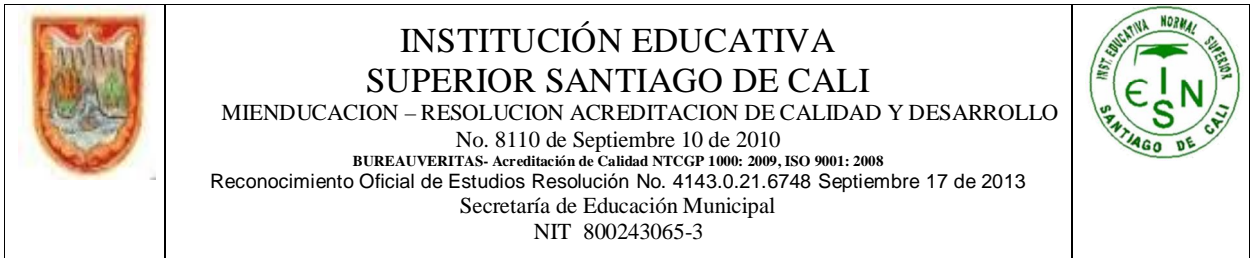 INSTITUCIÓN EDUCATIVA
SUPERIOR SANTIAGO DE CALI
MIENDUCACION – RESOLUCION ACREDITACION DE CALIDAD Y DESARROLLO
No. 8110 de Septiembre 10 de 2010
BUREAUVERITAS- Acreditación de Calidad NTCGP 1000: 2009, ISO 9001: 2008
Reconocimiento Oficial de Estudios Resolución No. 4143.0.21.6748 Septiembre 17 de 2013
Secretaría de Educación Municipal
NIT 800243065-3
INST. EDUCATIVA NORMAL SUPERIOR
EISN
SANTIAGO DE CALI